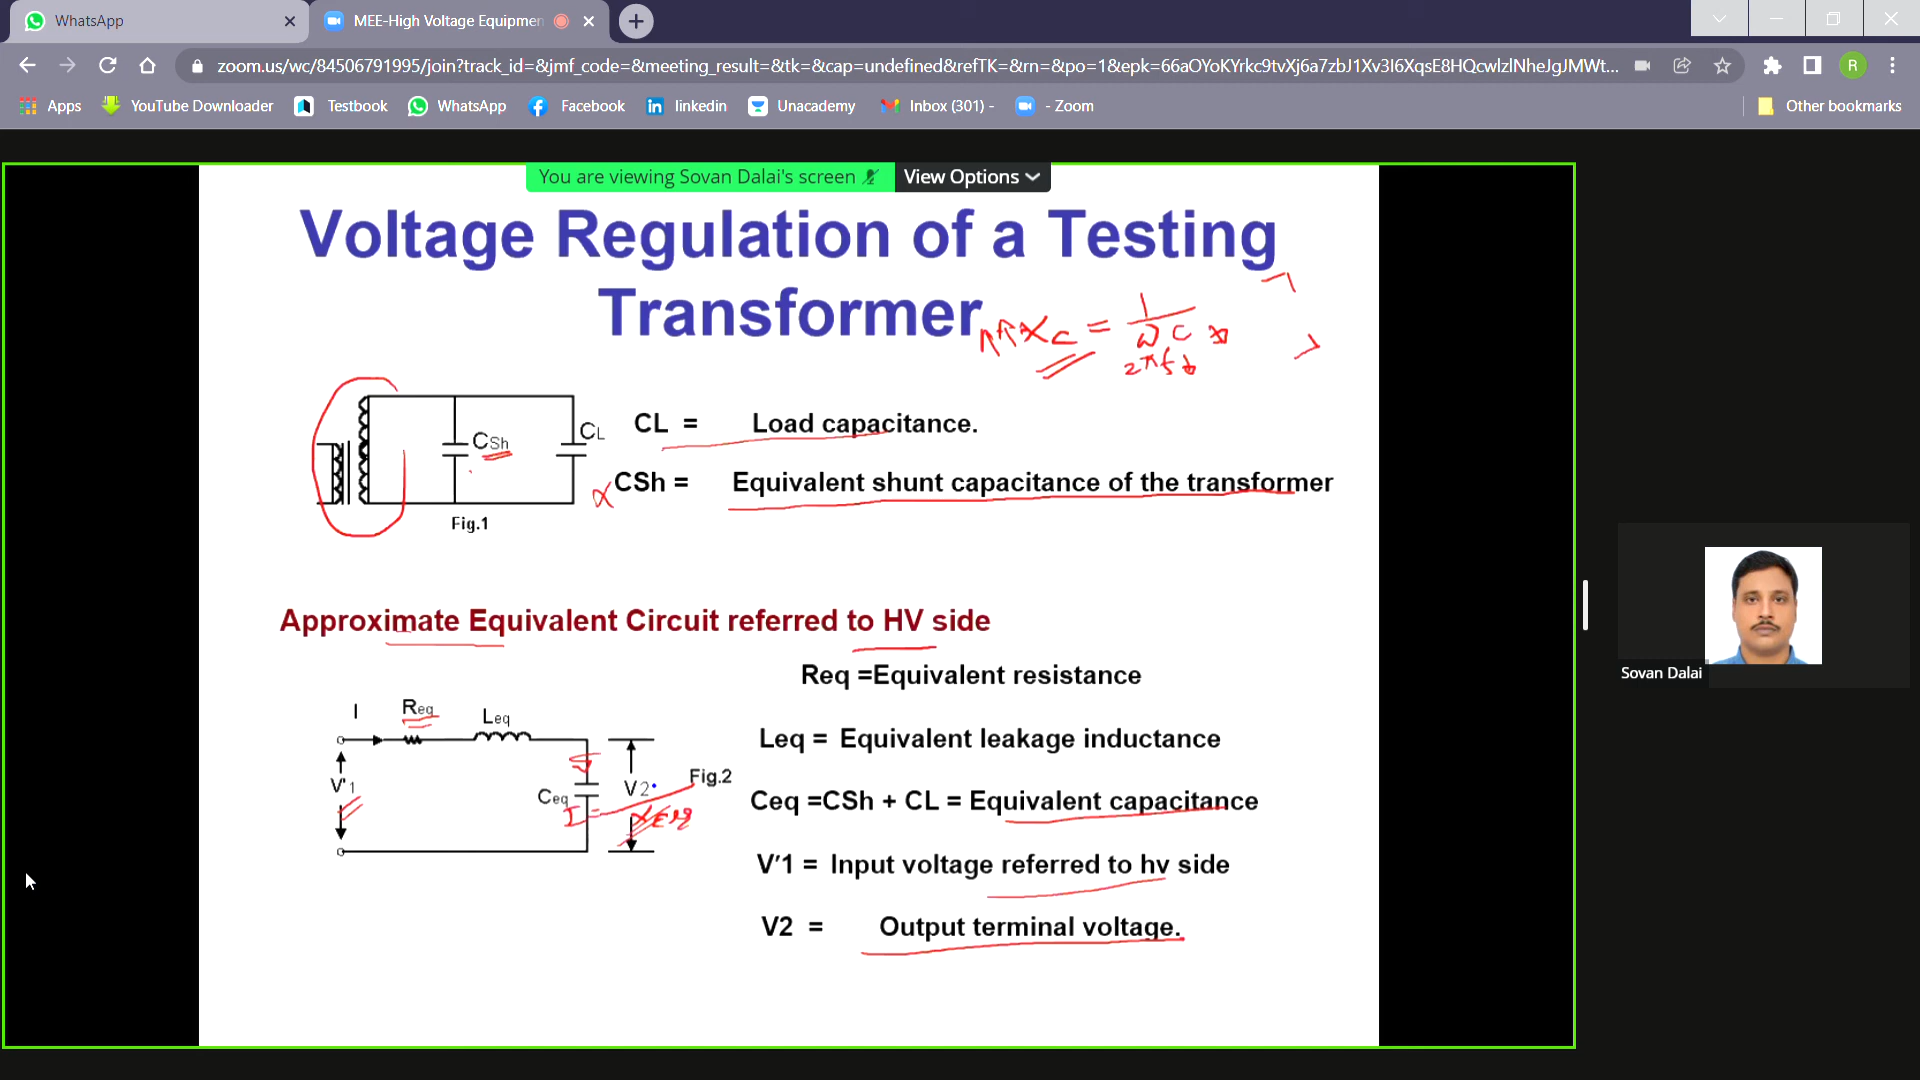 WhatsApp
MEE-High Voltage Equipmen
zoom.us/wc/84506791995/join?track_id=&jmf_code=&meeting_result=&tk=&cap=undefined&refTK=&rn=&po=1&epk=66aOYoKYrkc9tvXj6a7zbJ1Xv3I6XqsE8HQcwlzlNheJgJMWt...
R
Apps
YouTube Downloader
Testbook
WhatsApp
Facebook
linkedin
Unacademy
Inbox (301) -
- Zoom
Other bookmarks
You are viewing Sovan Dalai's screen
View Options
Voltage Regulation of a Testing
Transformer
↑↑↑Xc = 1/ωc
2πf
CSh
CL
CL = Load capacitance.
CSh = Equivalent shunt capacitance of the transformer
Fig.1
Approximate Equivalent Circuit referred to HV side
Req =Equivalent resistance
I
Req
Leq
Leq = Equivalent leakage inductance
V'1
Ceq
V2
Fig.2
I =
XEq
Ceq =CSh + CL = Equivalent capacitance
V′1 = Input voltage referred to hv side
V2 = Output terminal voltage.
Sovan Dalai